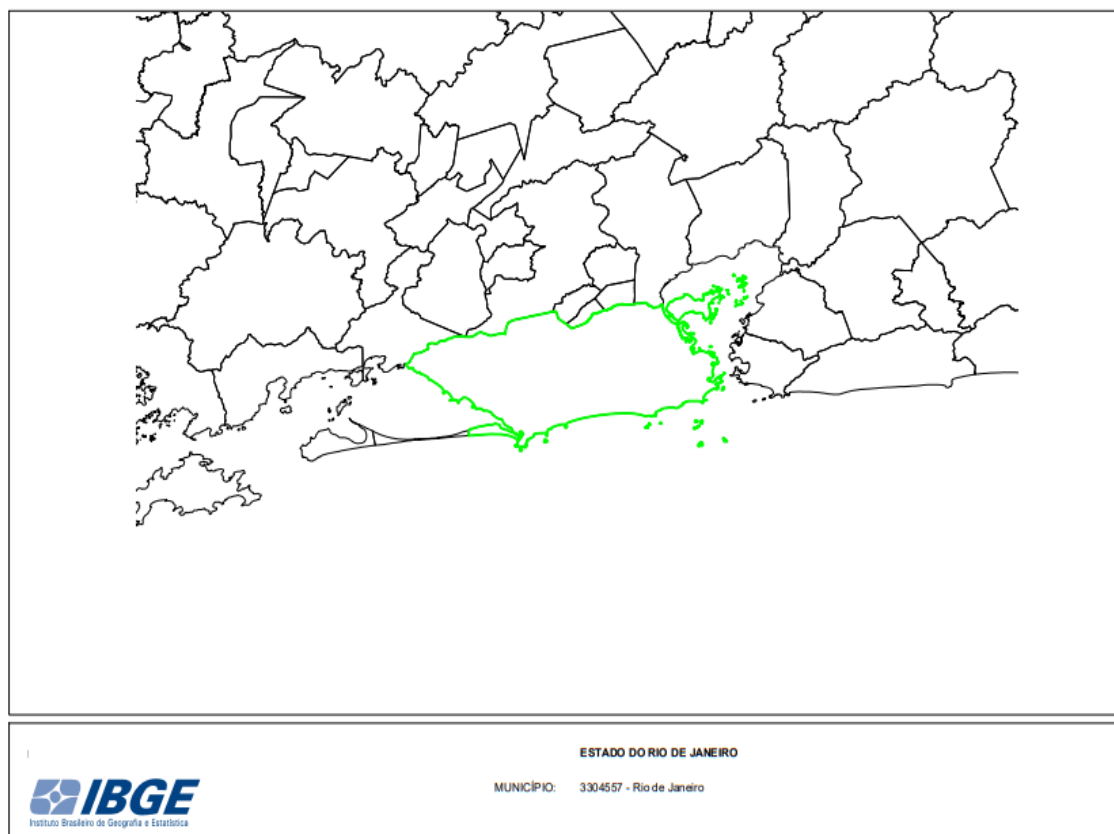 ESTADO DO RIO DE JANEIRO
MUNICÍPIO: 3304557 - Rio de Janeiro
IBGE
Instituto Brasileiro de Geografia e Estatística